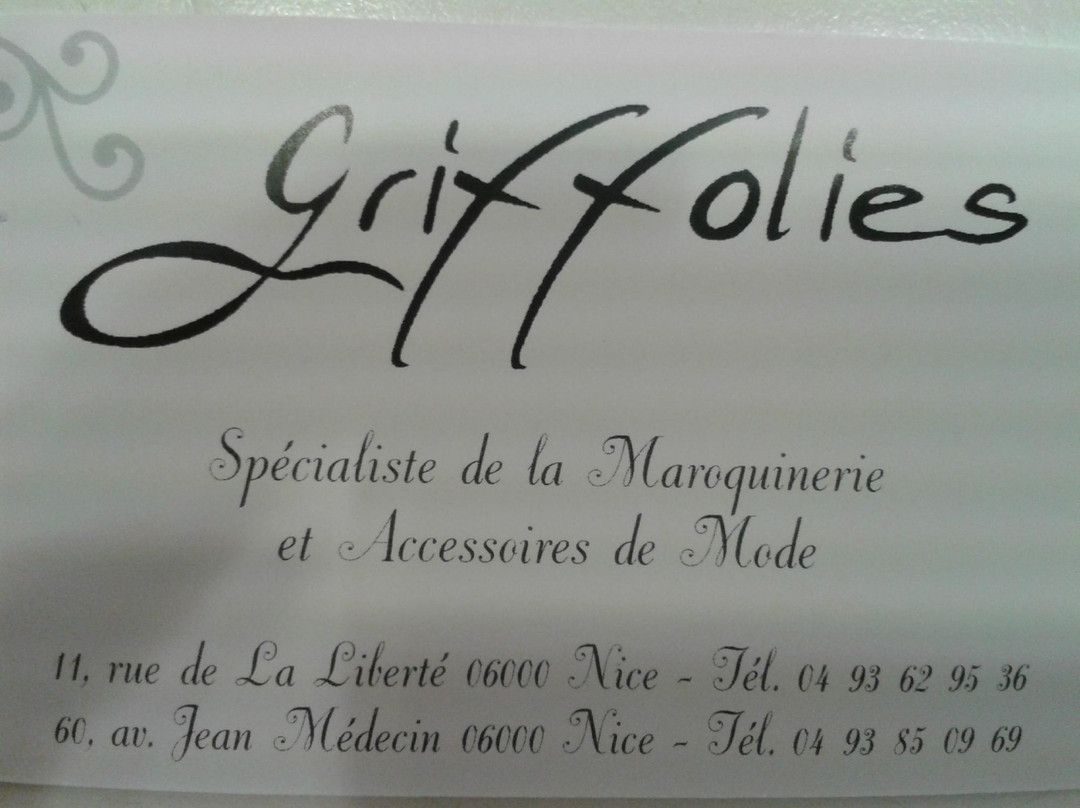 Griffolies
Spécialiste de la Maroquinerie
et Accessoires de Mode
11, rue de La Liberté 06000 Nice - Tél. 04 93 62 95 36
60, av. Jean Médecin 06000 Nice - Tél. 04 93 85 09 69